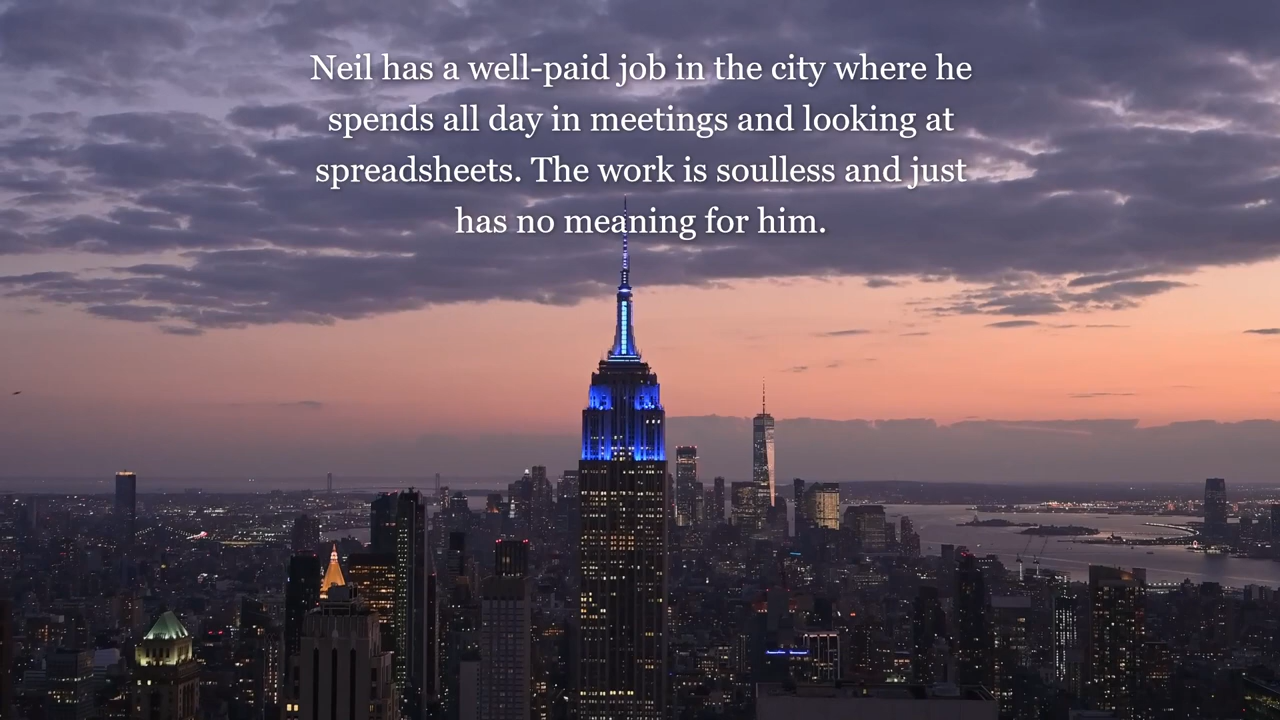 Neil has a well-paid job in the city where he
spends all day in meetings and looking at
spreadsheets. The work is soulless and just
has no meaning for him.